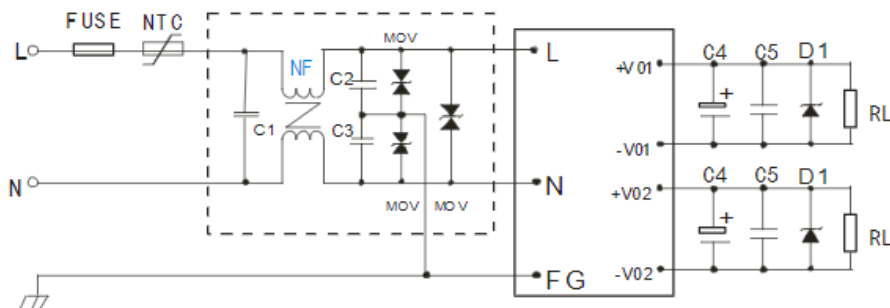 FUSE NTC
L
NF
C1
C2
C3
MOV
MOV MOV
N
L
N
FG
+V01
-V01
+V02
-V02
C4 C5 D1
+
RL
C4 C5 D1
+
RL